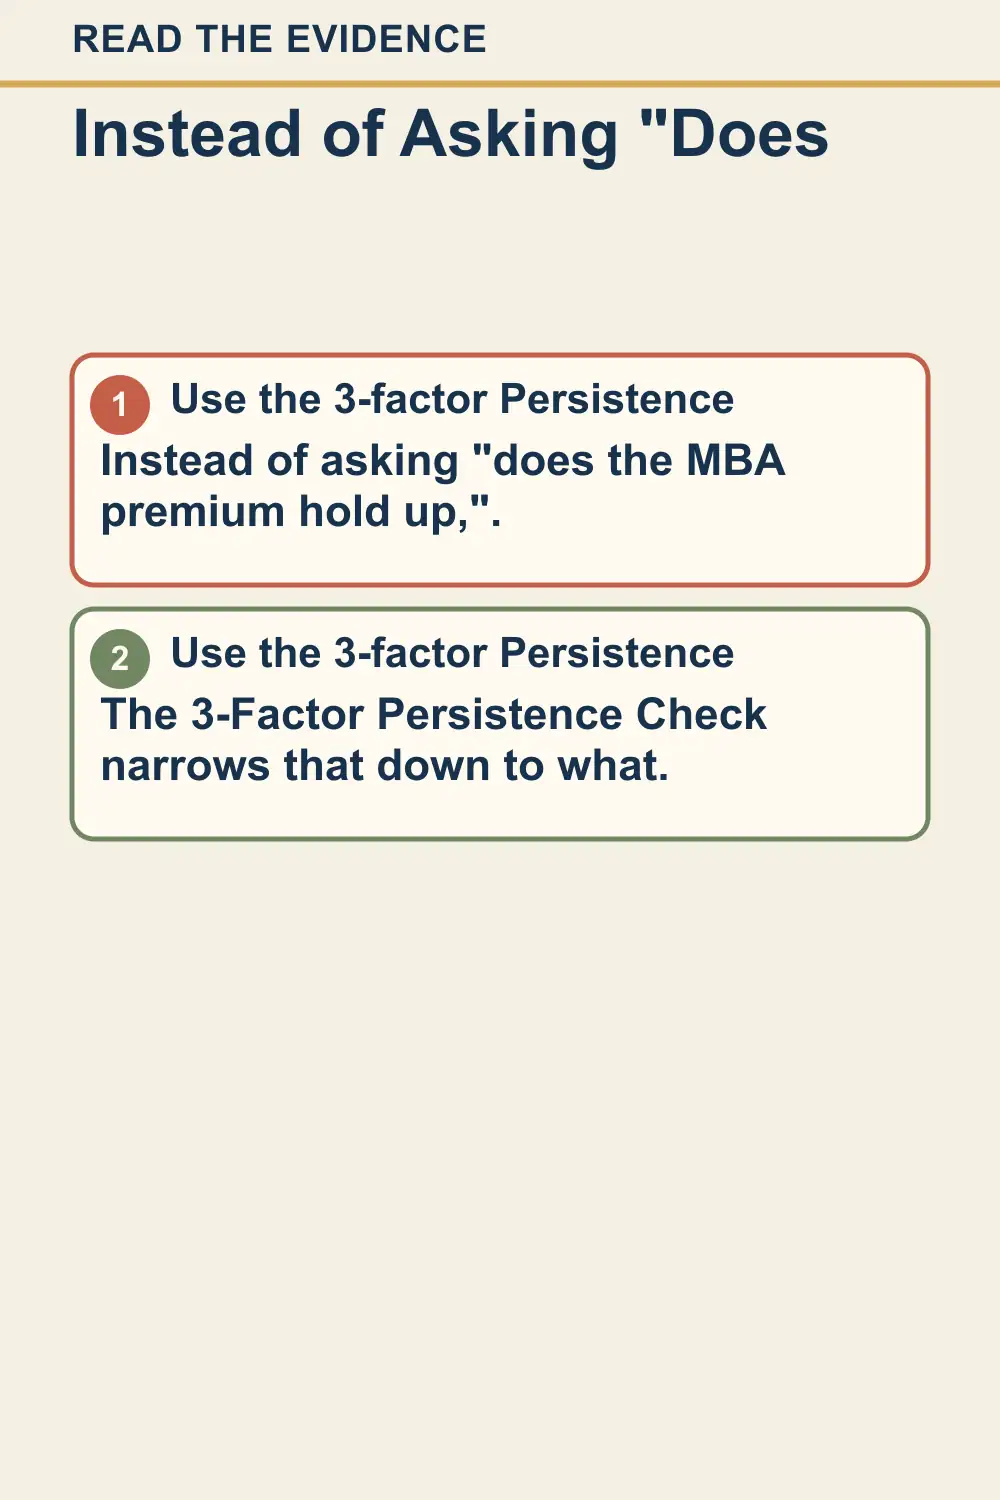 READ THE EVIDENCE
Instead of Asking "Does
1
Use the 3-factor Persistence
Instead of asking "does the MBA
premium hold up,".
2
Use the 3-factor Persistence
The 3-Factor Persistence Check
narrows that down to what.